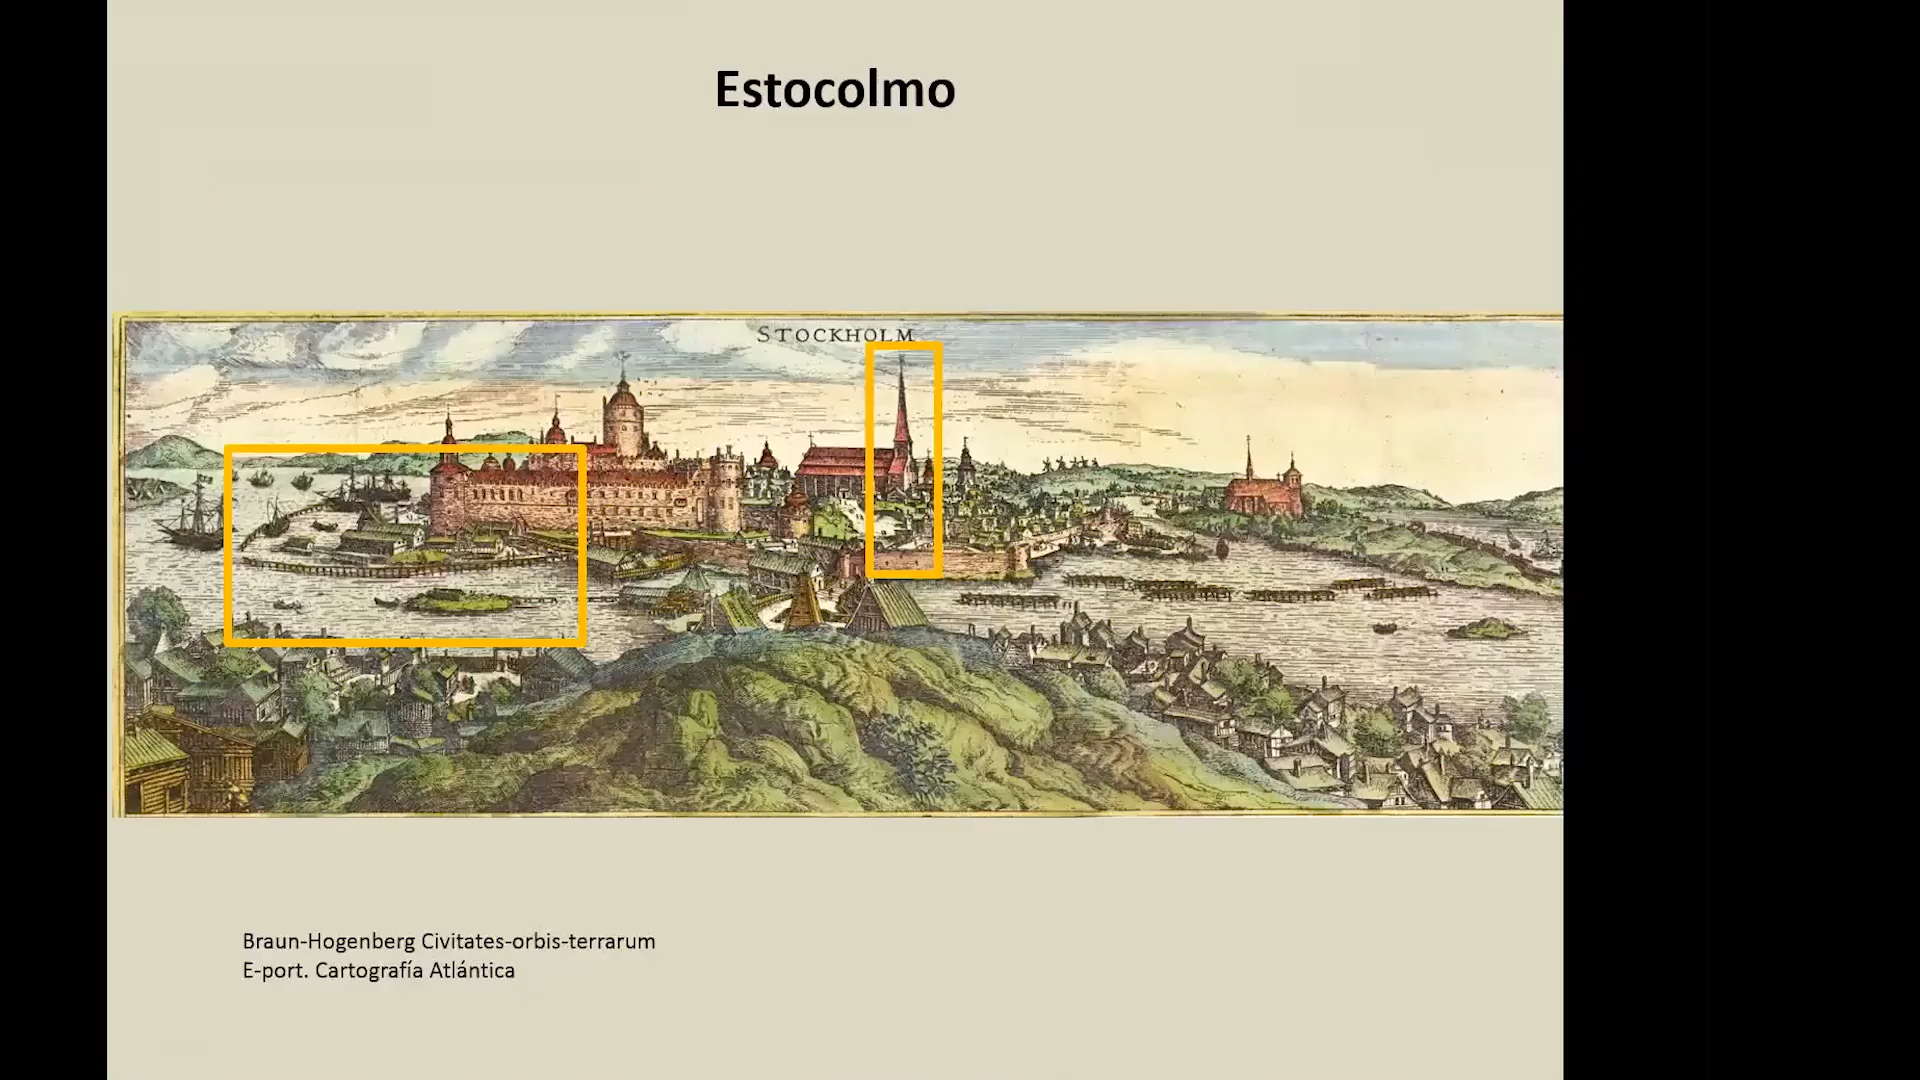 Estocolmo
STOCKHOLM
Braun-Hogenberg Civitates-orbis-terrarum
E-port. Cartografía Atlántica